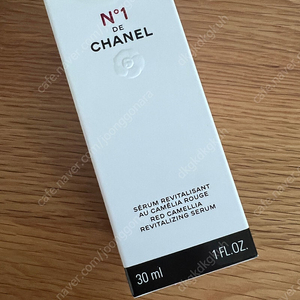 N°1
DE
CHANEL
SÉRUM REVITALISANT
AU CAMÉLIA ROUGE
RED CAMELLIA
REVITALIZING SERUM
30 ml
1 FL.OZ.